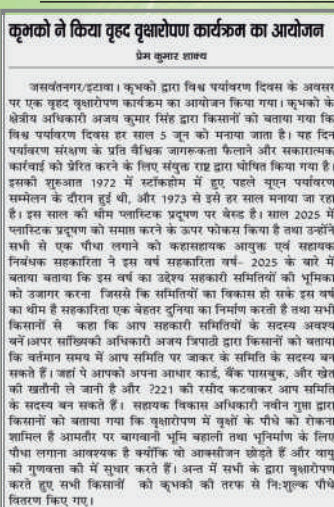 कृभको ने किया वृहद वृक्षारोपण कार्यक्रम का आयोजन
प्रेम कुमार शाक्य
जसवंतनगर/इटावा। कृभको द्वारा विश्व पर्यावरण दिवस के अवसर
पर एक वृहद वृक्षारोपण कार्यक्रम का आयोजन किया गया। कृभको के
क्षेत्रीय अधिकारी अजय कुमार सिंह द्वारा किसानों को बताया गया कि
विश्व पर्यावरण दिवस हर साल 5 जून को मनाया जाता है। यह दिन
पर्यावरण संरक्षण के प्रति वैश्विक जागरूकता फैलाने और सकारात्मक
कार्रवाई को प्रेरित करने के लिए संयुक्त राष्ट्र द्वारा घोषित किया गया है।
इसकी शुरुआत 1972 में स्टॉकहोम में हुए पहले यूएन पर्यावरण
सम्मेलन के दौरान हुई थी, और 1973 से इसे हर साल मनाया जा रहा
है। इस साल की थीम प्लास्टिक प्रदूषण पर बेस्ड है। साल 2025 में
प्लास्टिक प्रदूषण को समाप्त करने के ऊपर फोकस किया है तथा उन्होंने
सभी से एक पौधा लगाने को कहासहायक आयुक्त एवं सहायक
निबंधक सहकारिता ने इस वर्ष सहकारिता वर्ष– 2025 के बारे में
बताया बताया कि इस वर्ष का उद्देश्य सहकारी समितियों की भूमिका
को उजागर करना जिससे कि समितियों का विकास हो सके इस वर्ष
का थीम है सहकारिता एक बेहतर दुनिया का निर्माण करती है तथा सभी
किसानों से कहा कि आप सहकारी समितियों के सदस्य अवश्य
बनें।अपर सांख्यिकी अधिकारी अजय त्रिपाठी द्वारा किसानों को बताया
कि वर्तमान समय में आप समिति पर जाकर के समिति के सदस्य बन
सकते हैं। जहां पे आपको अपना आधार कार्ड, बैंक पासबुक, और खेत
की खतौनी ले जानी है और ?221 की रसीद कटवाकर आप समिति
के सदस्य बन सकते हैं। सहायक विकास अधिकारी नवीन गुप्ता द्वारा
किसानों को बताया गया कि वृक्षारोपण में वृक्षों के पौधे को रोकना
शामिल है आमतौर पर बागवानी भूमि बहाली तथा भूनिर्माण के लिए
पौधा लगाना आवश्यक है क्योंकि वो आक्सीजन छोड़ते हैं और वायु
की गुणवत्ता की में सुधार करते हैं। अन्त में सभी के द्वारा वृक्षारोपण
करते हुए सभी किसानों को कृभको की तरफ से नि:शुल्क पौधे
वितरण किए गए।